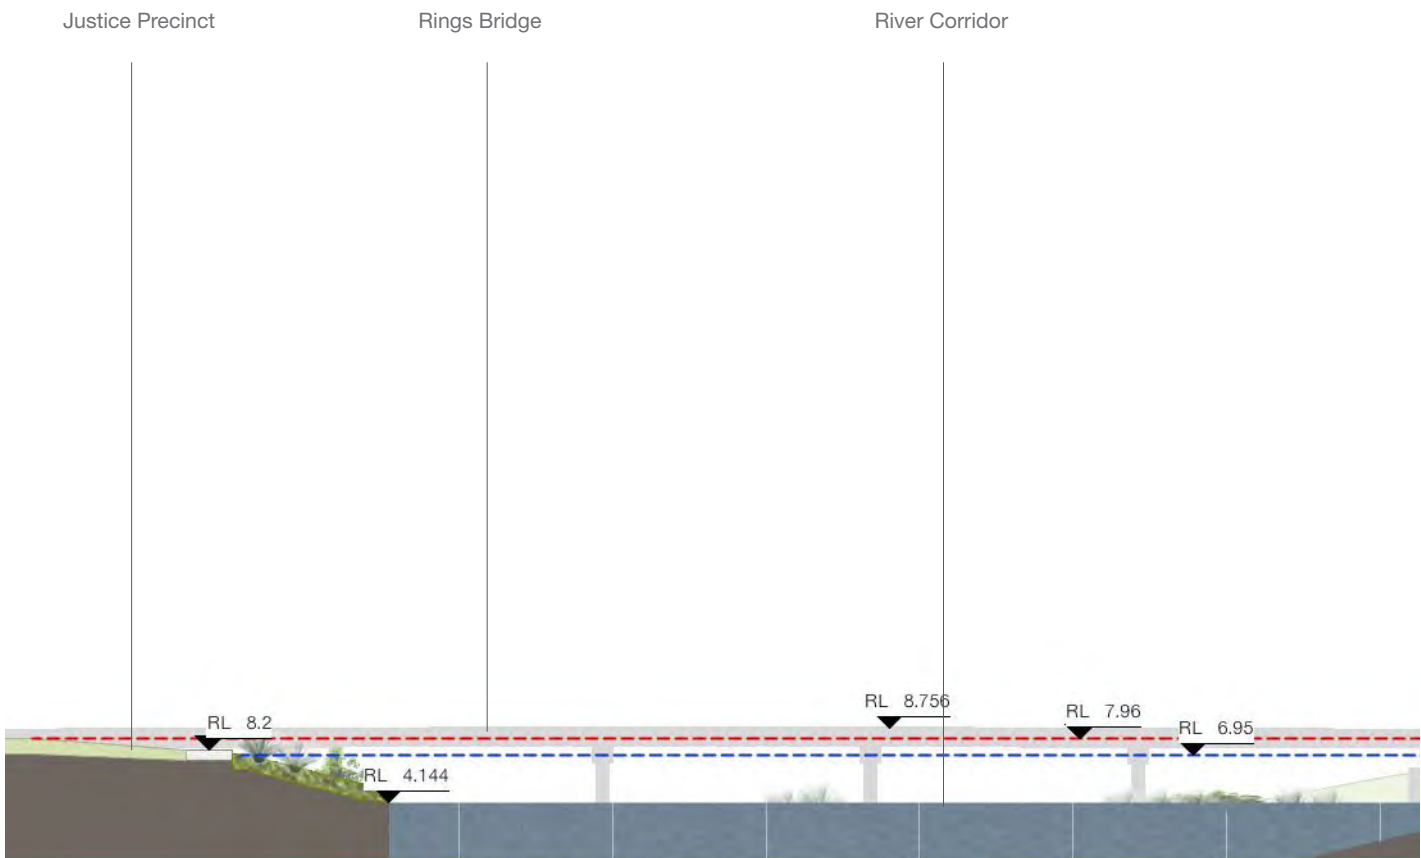 Justice Precinct
Rings Bridge
River Corridor
RL 8.756
RL 7.96
RL 8.2
RL 6.95
RL 4.144